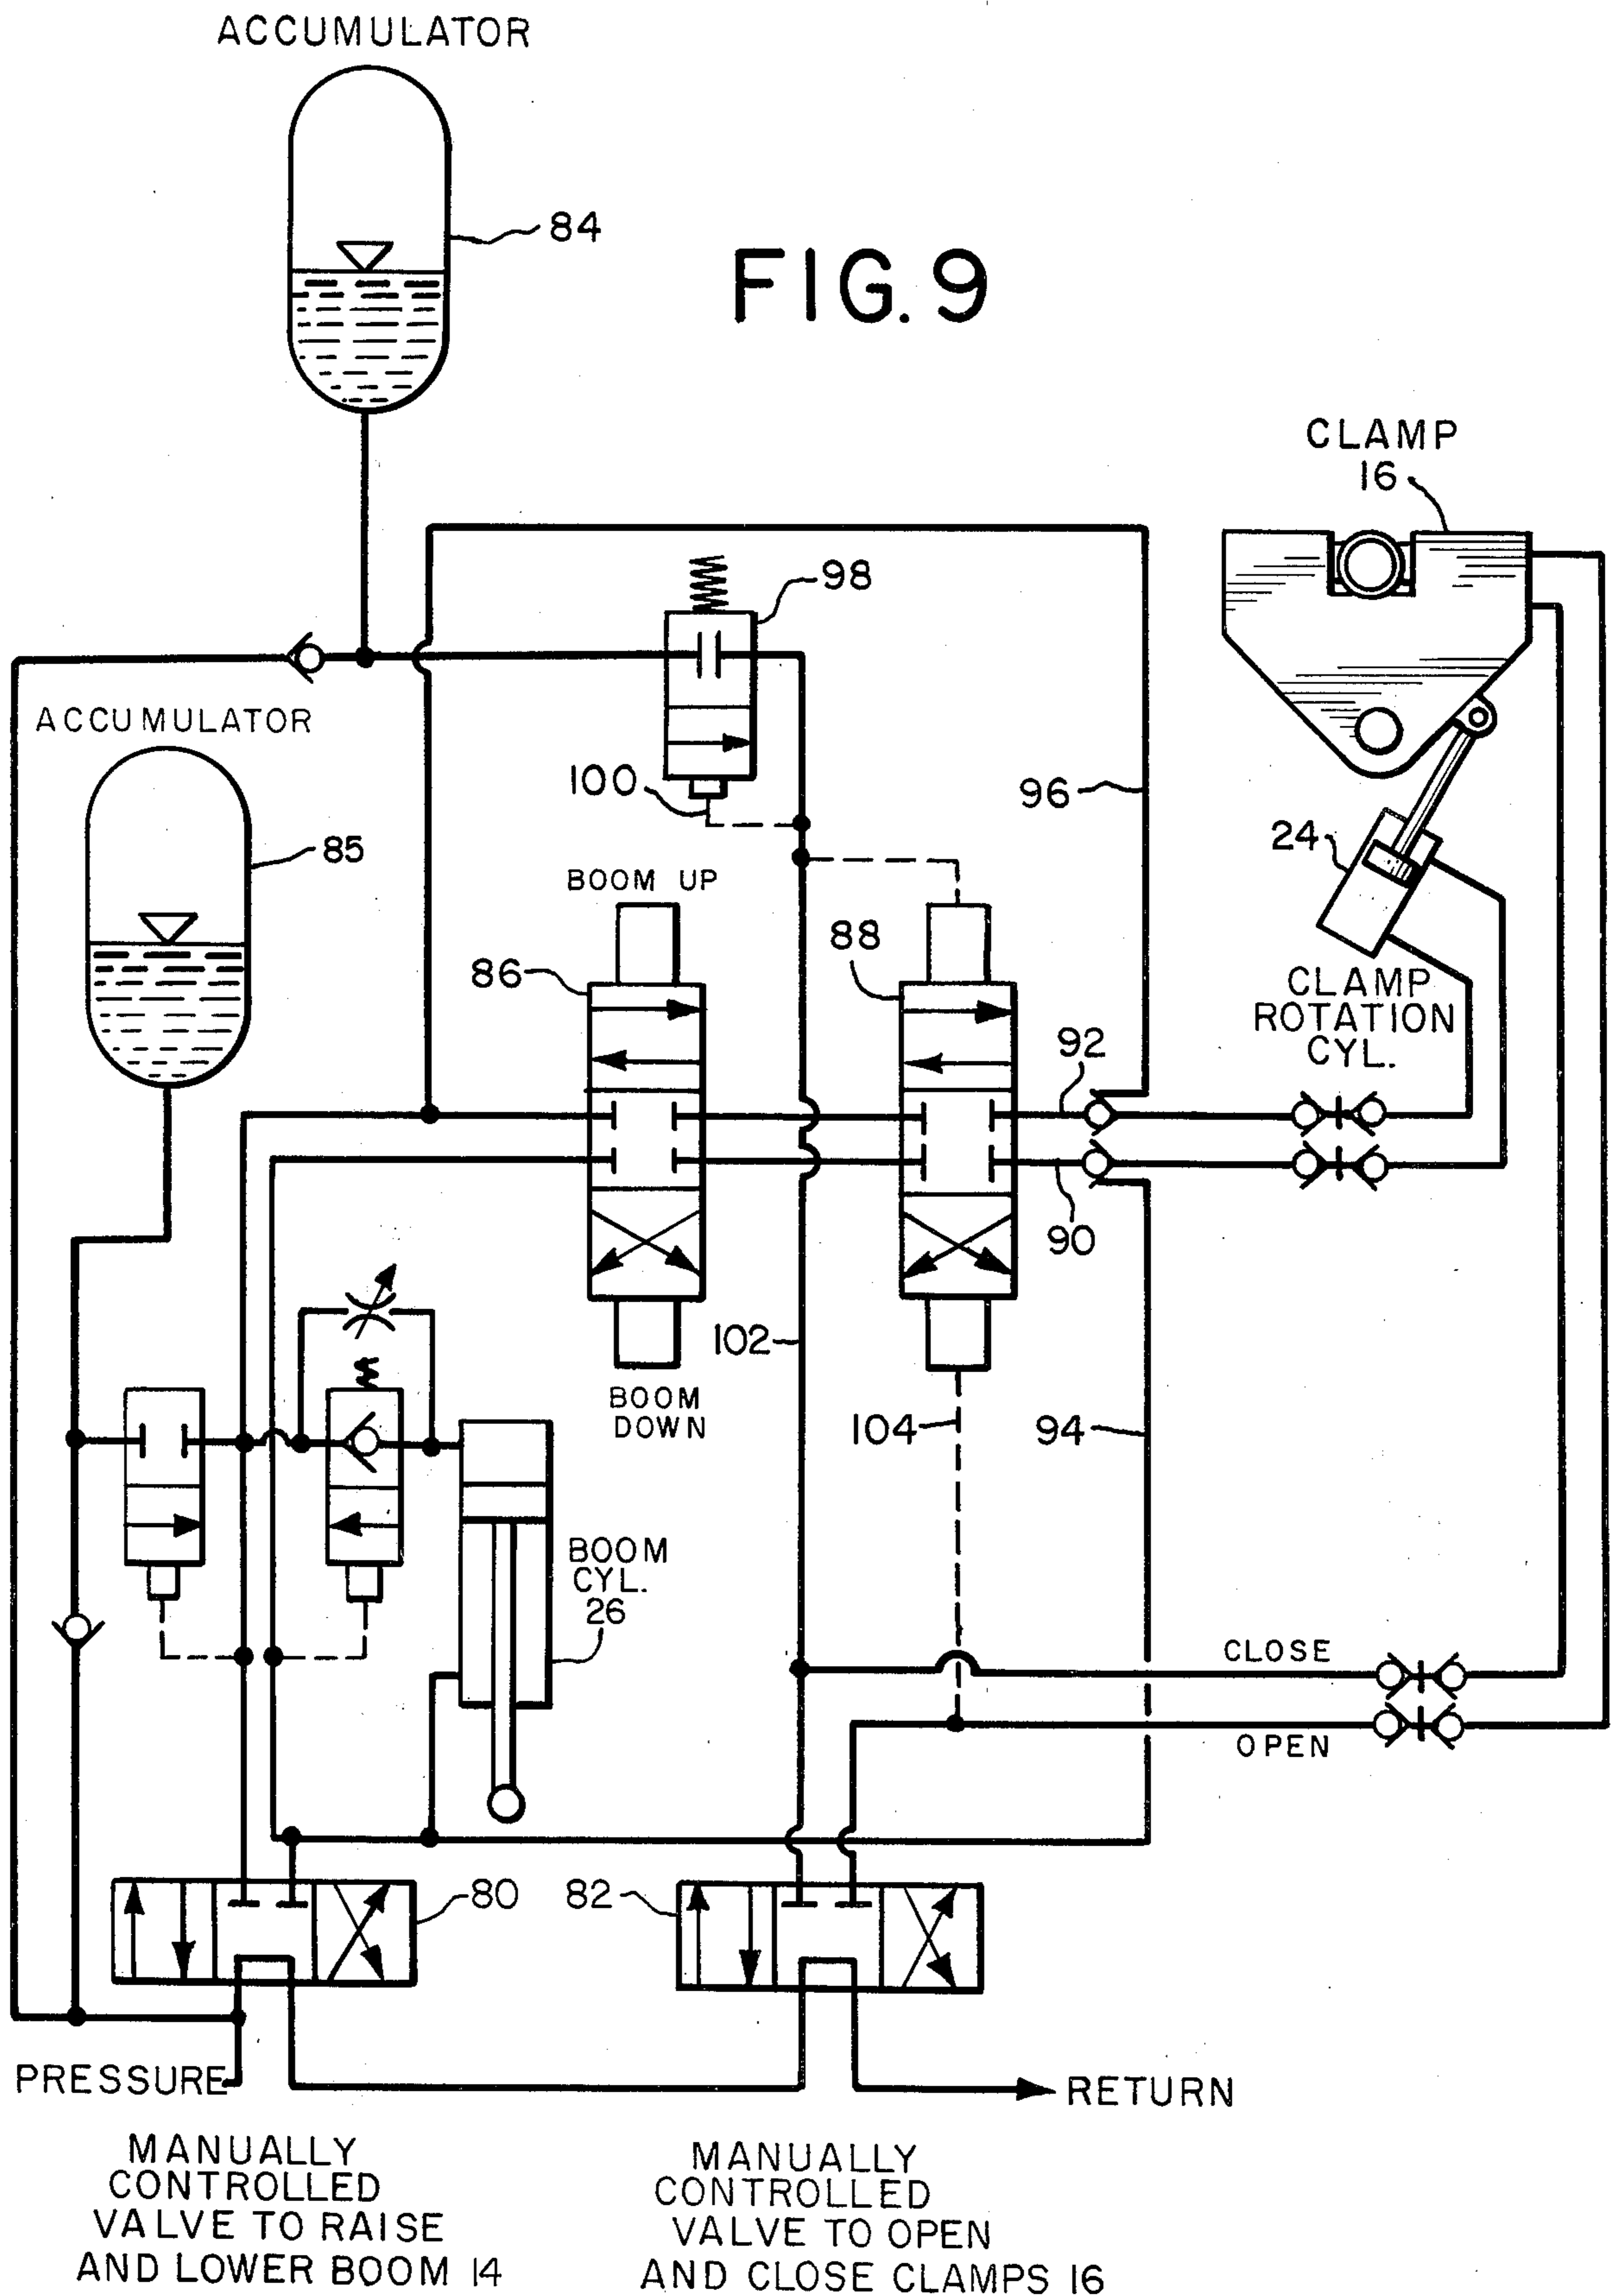 ACCUMULATOR
84
FIG. 9
CLAMP
16
98
ACCUMULATOR
100
96
24
85
BOOM UP
88
86
CLAMP
ROTATION
CYL.
92
90
102
BOOM
DOWN
104
94
BOOM
CYL.
26
CLOSE
OPEN
80
82
PRESSURE
RETURN
MANUALLY
CONTROLLED
VALVE TO RAISE
AND LOWER BOOM 14
MANUALLY
CONTROLLED
VALVE TO OPEN
AND CLOSE CLAMPS 16